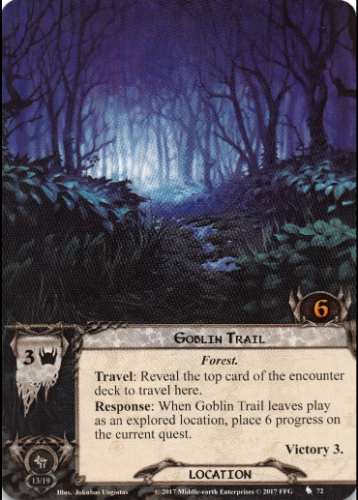 6
GOBLIN TRAIL
3
Forest.
Travel: Reveal the top card of the encounter
deck to travel here.
Response: When Goblin Trail leaves play
as an explored location, place 6 progress on
the current quest.
Victory 3.
13/19
LOCATION
Illus. Jokubas Uogintas © 2017 Middle-earth Enterprises © 2017 FFG 72